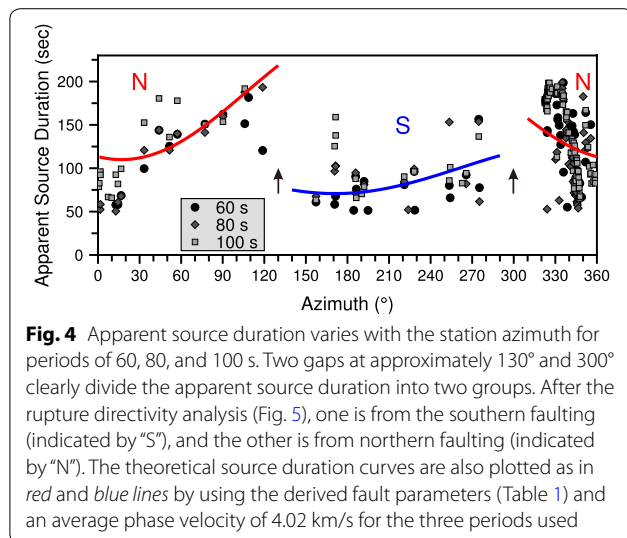 Apparent Source Duration (sec)
200
150
100
50
0
N
S
N
60 s
80 s
100 s
0
30
60
90
120
150
180
210
240
270
300
330
360
Azimuth (°)
Fig. 4 Apparent source duration varies with the station azimuth for
periods of 60, 80, and 100 s. Two gaps at approximately 130° and 300°
clearly divide the apparent source duration into two groups. After the
rupture directivity analysis (Fig. 5), one is from the southern faulting
(indicated by “S”), and the other is from northern faulting (indicated
by “N”). The theoretical source duration curves are also plotted as in
red and blue lines by using the derived fault parameters (Table 1) and
an average phase velocity of 4.02 km/s for the three periods used